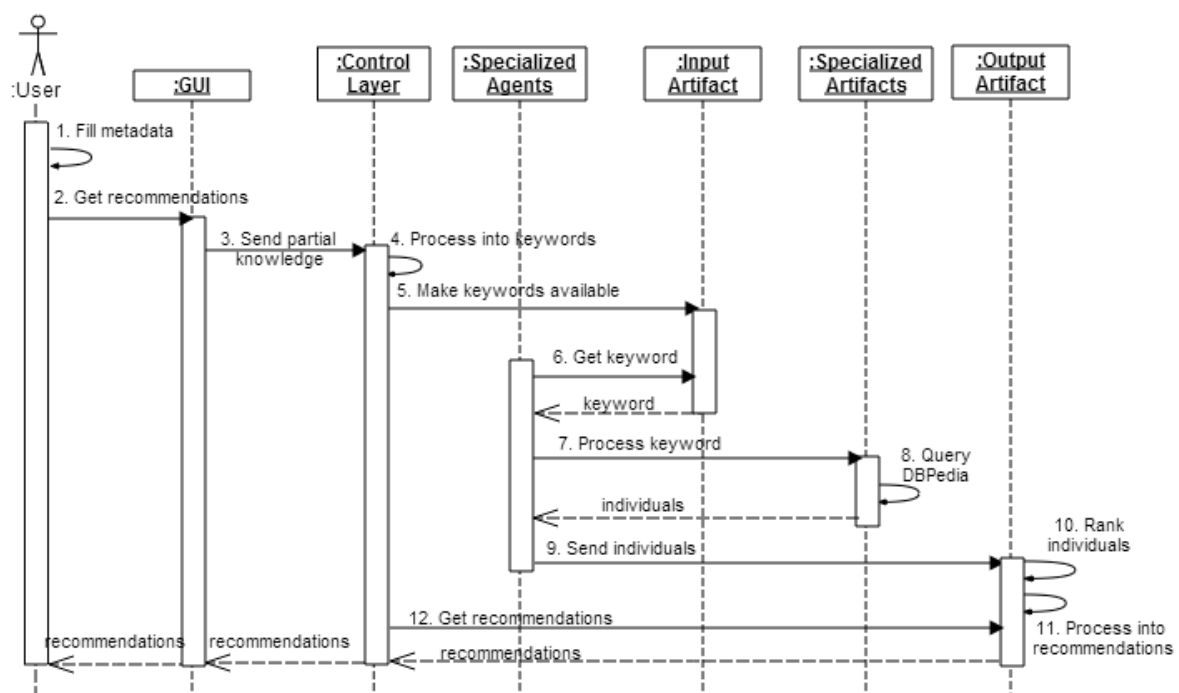 :User
:GUI
:Control
Layer
:Specialized
Agents
:Input
Artifact
:Specialized
Artifacts
:Output
Artifact
1. Fill metadata
2. Get recommendations
3. Send partial
knowledge
4. Process into keywords
5. Make keywords available
6. Get keyword
keyword
7. Process keyword
8. Query
DBPedia
individuals
9. Send individuals
10. Rank
individuals
12. Get recommendations
11. Process into
recommendations
recommendations
recommendations
recommendations